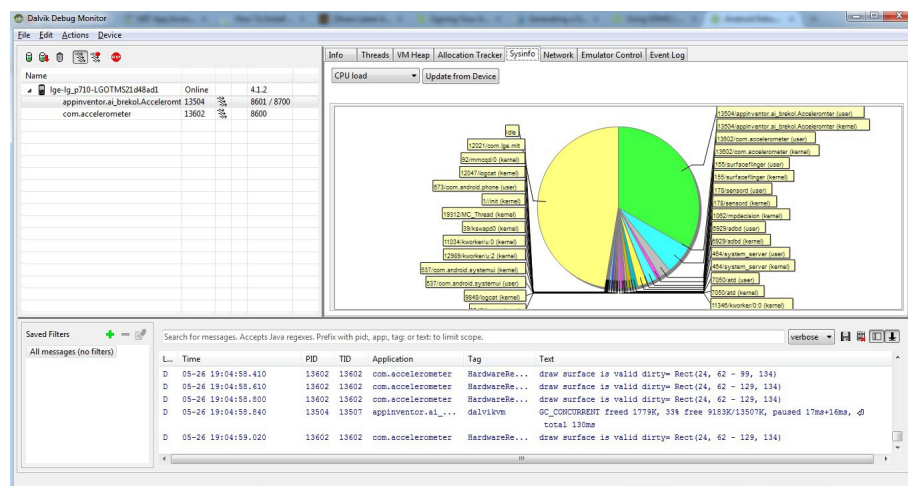 Dalvik Debug Monitor
File Edit Actions Device
Name
lge-lg_p710-LGOTMS21d48ad1 Online 4.1.2
appinventor.ai_brekol.Acceleromt 13504 8601 / 8700
com.accelerometer 13602 8600
Info Threads VM Heap Allocation Tracker Sysinfo Network Emulator Control Event Log
CPU load Update from Device
Idle
12021/com.lge.mlt
92/mmcqd/0 (kernel)
12047/logcat (kernel)
673/com.android.phone (user)
1//init (kernel)
19312/MC_Thread (kernel)
39/kswapd0 (kernel)
11034/kworker/u:0 (kernel)
12989/kworker/u:2 (kernel)
537/com.android.systemui (kernel)
537/com.android.systemui (user)
9848/logcat (kernel)
13504/appinventor.ai_brekol.Acceleromter (user)
13504/appinventor.ai_brekol.Acceleromter (kernel)
13602/com.accelerometer (user)
13602/com.accelerometer (kernel)
155/surfaceflinger (user)
155/surfaceflinger (kernel)
178/sensord (user)
178/sensord (kernel)
1062/mpdecision (kernel)
6929/adbd (user)
6929/adbd (kernel)
464/system_server (user)
464/system_server (kernel)
7050/atd (user)
7050/atd (kernel)
11346/kworker/0:0 (kernel)
Saved Filters
All messages (no filters)
Search for messages. Accepts Java regexes. Prefix with pid:, app:, tag: or text: to limit scope.
verbose
L... Time PID TID Application Tag Text
D 05-26 19:04:58.410 13602 13602 com.accelerometer HardwareRe... draw surface is valid dirty= Rect(24, 62 - 99, 134)
D 05-26 19:04:58.610 13602 13602 com.accelerometer HardwareRe... draw surface is valid dirty= Rect(24, 62 - 129, 134)
D 05-26 19:04:58.800 13602 13602 com.accelerometer HardwareRe... draw surface is valid dirty= Rect(24, 62 - 129, 134)
D 05-26 19:04:58.840 13504 13507 appinventor.ai_... dalvikvm GC_CONCURRENT freed 1779K, 33% free 9183K/13507K, paused 17ms+16ms,
total 130ms
D 05-26 19:04:59.020 13602 13602 com.accelerometer HardwareRe... draw surface is valid dirty= Rect(24, 62 - 129, 134)